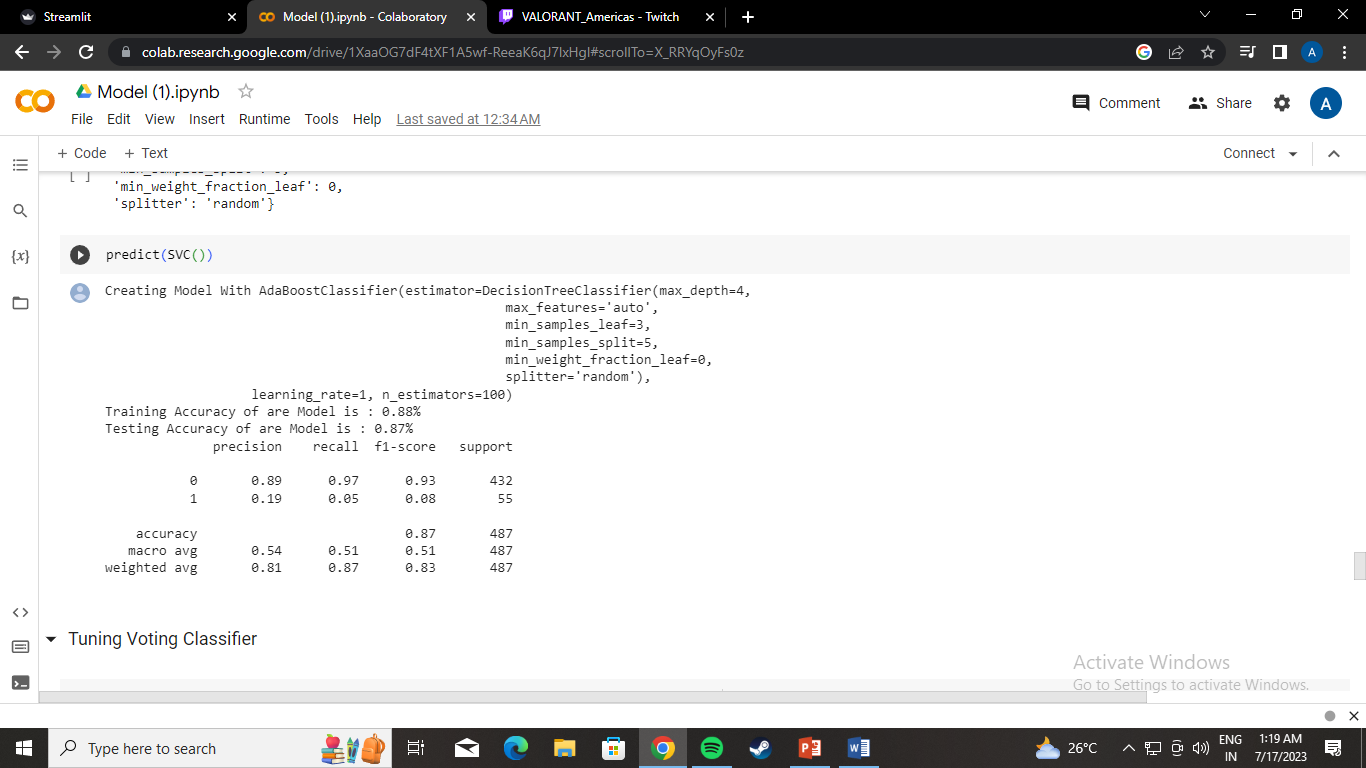 Streamlit
Model (1).ipynb - Colaboratory
VALORANT_Americas - Twitch
colab.research.google.com/drive/1XaaOG7dF4tXF1A5wf-ReeaK6qJ7lxHgl#scrollTo=X_RRYqOyFs0z
A
Model (1).ipynb
Comment
Share
A
File Edit View Insert Runtime Tools Help Last saved at 12:34 AM
+ Code + Text
Connect
[ ]
'min_weight_fraction_leaf': 0,
'splitter': 'random'}
{x}
predict(SVC())
Creating Model With AdaBoostClassifier(estimator=DecisionTreeClassifier(max_depth=4,
max_features='auto',
min_samples_leaf=3,
min_samples_split=5,
min_weight_fraction_leaf=0,
splitter='random'),
learning_rate=1, n_estimators=100)
Training Accuracy of are Model is : 0.88%
Testing Accuracy of are Model is : 0.87%
precision recall f1-score support
0 0.89 0.97 0.93 432
1 0.19 0.05 0.08 55
accuracy 0.87 487
macro avg 0.54 0.51 0.51 487
weighted avg 0.81 0.87 0.83 487
Tuning Voting Classifier
Activate Windows
Go to Settings to activate Windows.
Type here to search
26°C
ENG
IN
1:19 AM
7/17/2023